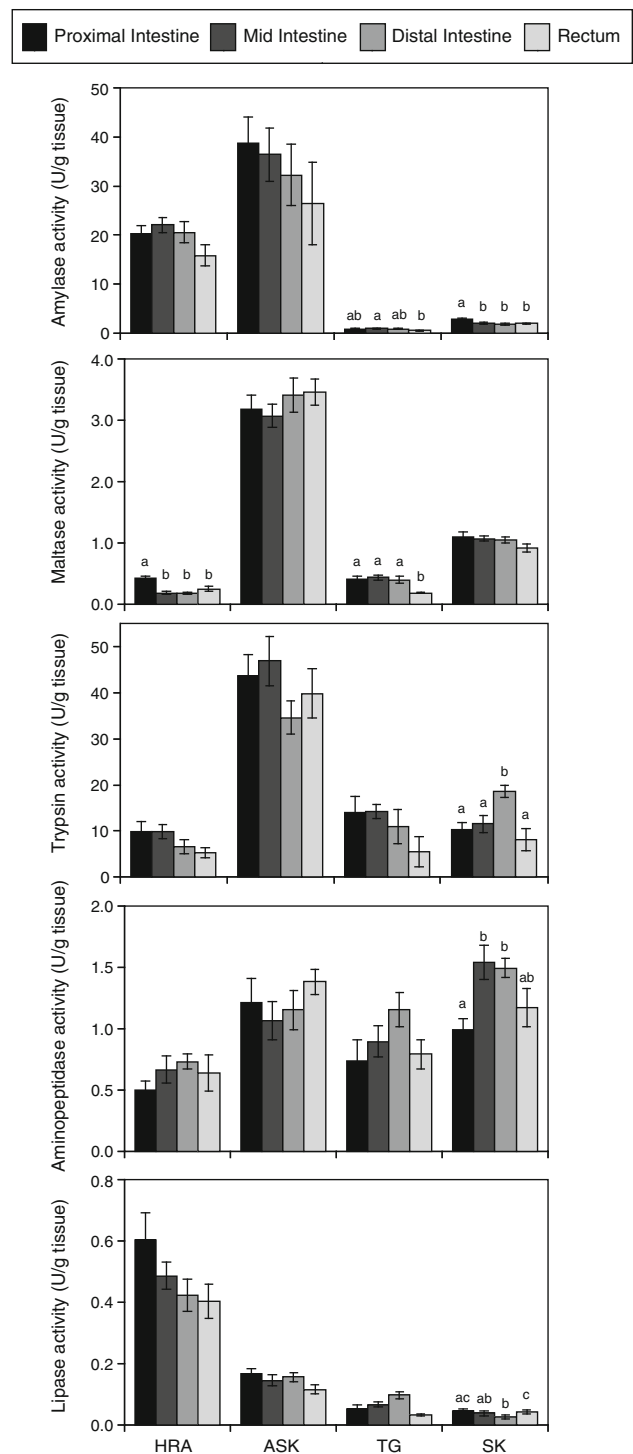 Proximal Intestine Mid Intestine Distal Intestine Rectum
Amylase activity (U/g tissue)
50
40
30
20
10
0
ab a ab b
a b b b
Maltase activity (U/g tissue)
4.0
3.0
2.0
1.0
0.0
a b b b
a a a b
Trypsin activity (U/g tissue)
50
40
30
20
10
0
a a b a
Aminopeptidase activity (U/g tissue)
2.0
1.5
1.0
0.5
0.0
a b b ab
Lipase activity (U/g tissue)
0.8
0.6
0.4
0.2
0.0
ac ab b c
HRA ASK TG SK